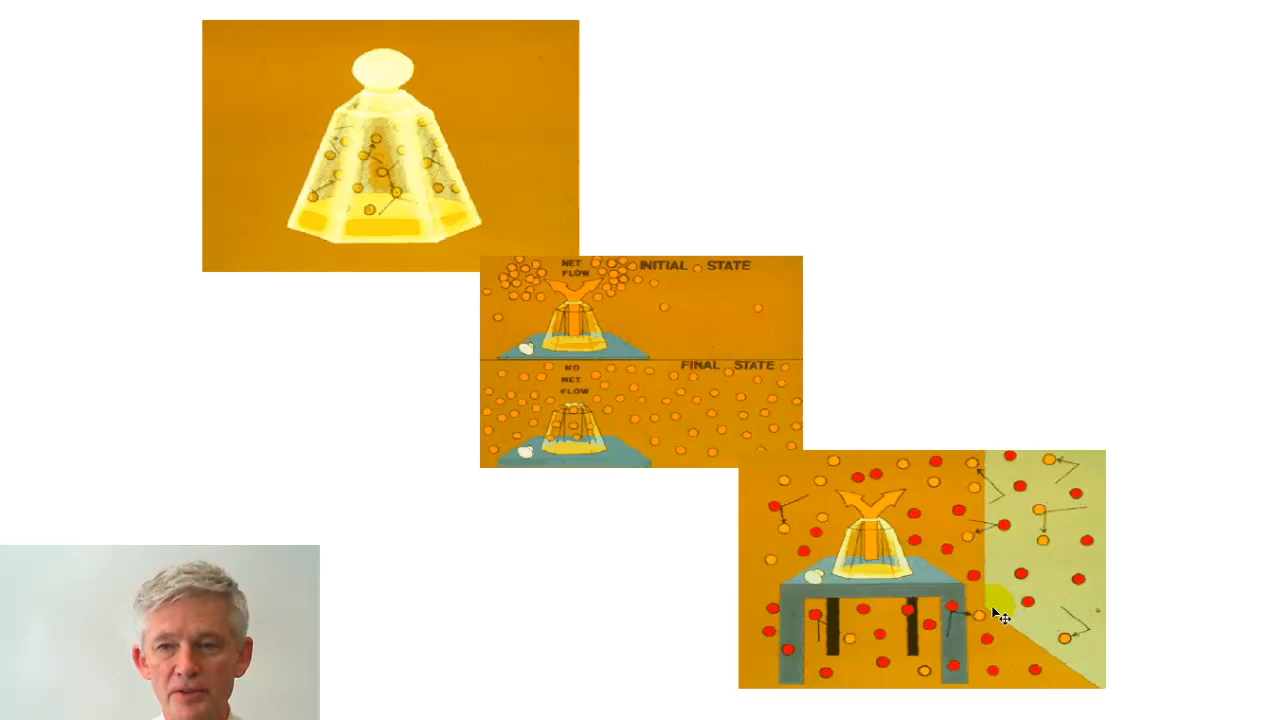 NET
FLOW
INITIAL STATE
FINAL STATE
NO
NET
FLOW